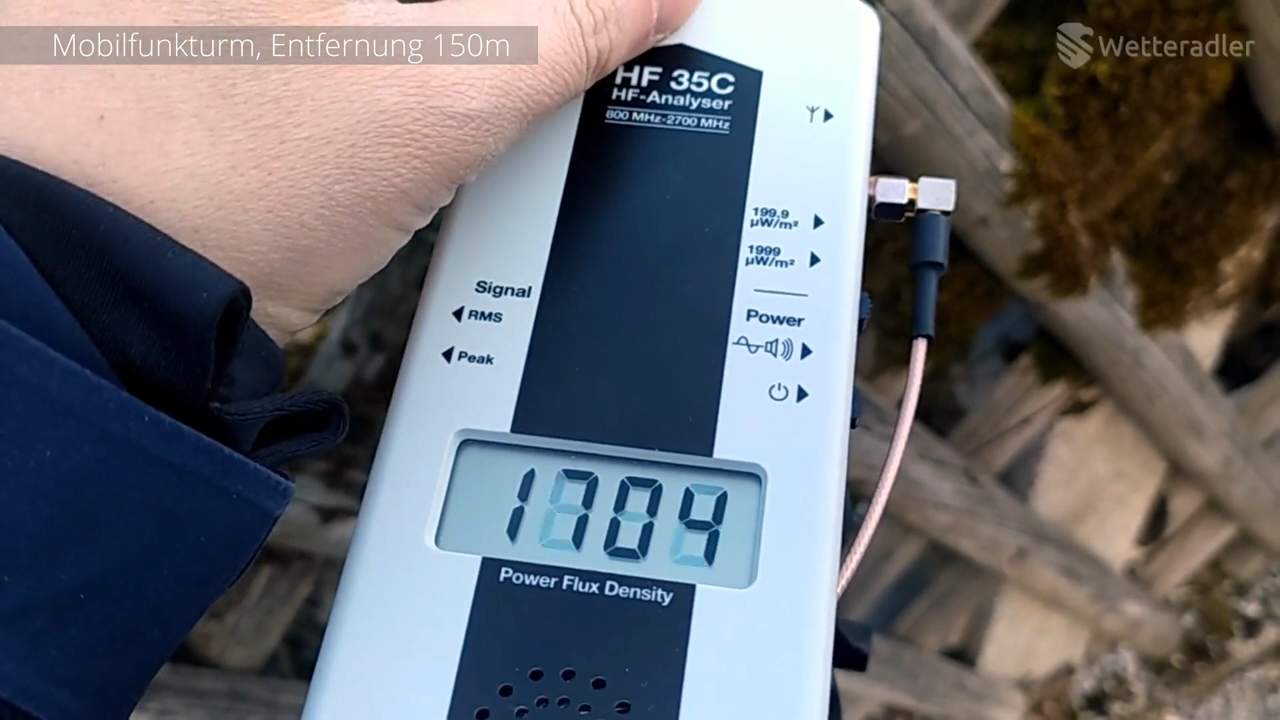 Mobilfunkturm, Entfernung 150m
Wetteradler
HF 35C
HF-Analyser
800 MHz-2700 MHz
199.9
µW/m²
1999
µW/m²
Signal
RMS
Peak
Power
1704
Power Flux Density